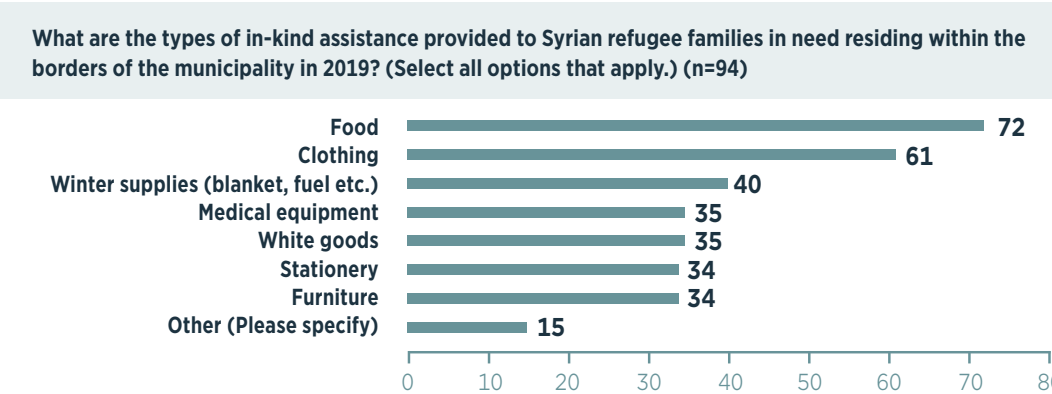 What are the types of in-kind assistance provided to Syrian refugee families in need residing within the
borders of the municipality in 2019? (Select all options that apply.) (n=94)
Food 72
Clothing 61
Winter supplies (blanket, fuel etc.) 40
Medical equipment 35
White goods 35
Stationery 34
Furniture 34
Other (Please specify) 15
0 10 20 30 40 50 60 70